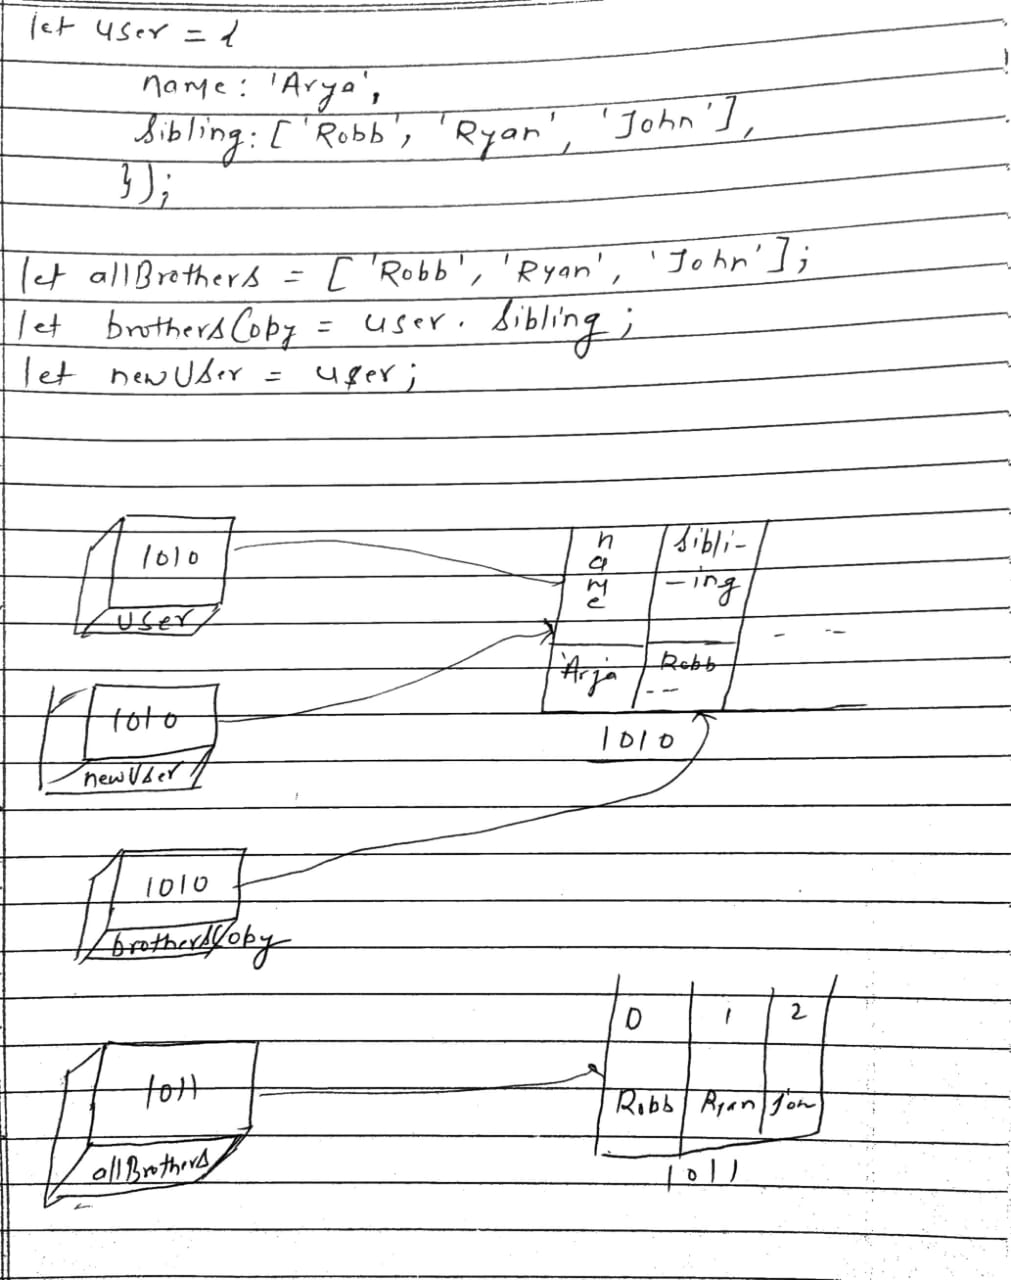 let user = {
name: 'Arya',
Sibling: [ 'Robb', 'Ryan', 'John'],
});
let allBrothers = [ 'Robb', 'Ryan', 'John'];
let brothersCopy = user. Sibling;
let newUser = user;
1010
user
name
Sibli-
-ing
'Arja
Robb
--
- --
1010
newUser
1010
1010
brothersCopy
0 1 2
1011
allBrothers
Robb Ryan Jon
1011